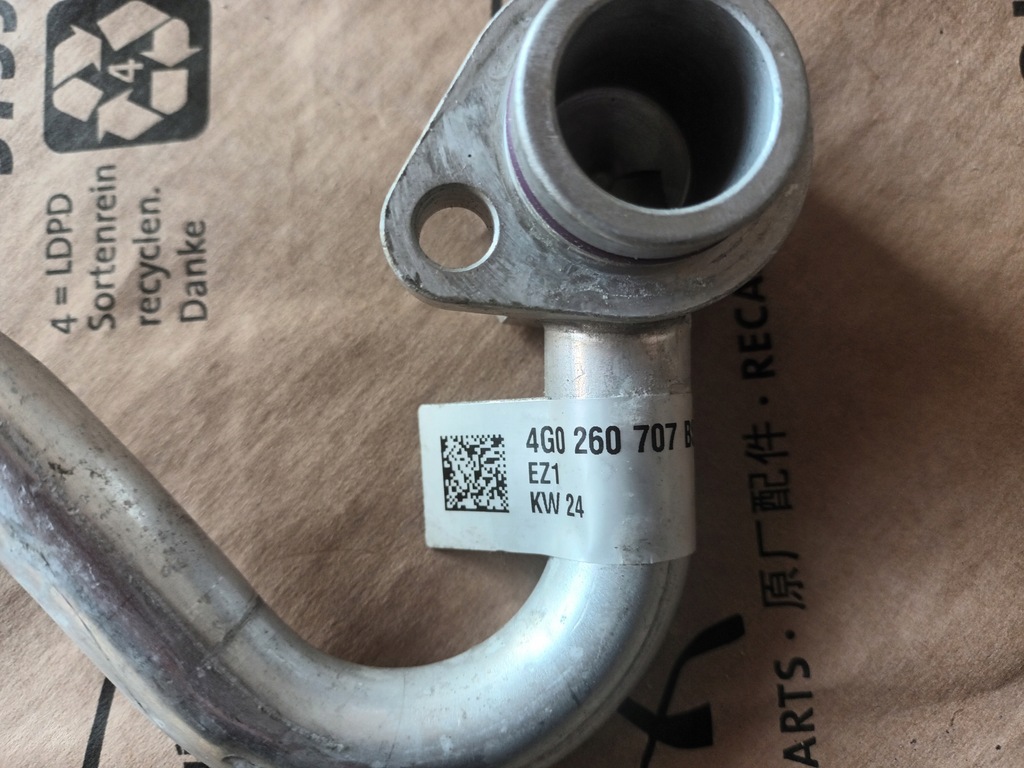 4
4 = LDPD
Sortenrein
recyclen.
Danke
4G0 260 707 B
EZ1
KW 24
ARTS · 原厂配件 · RECA